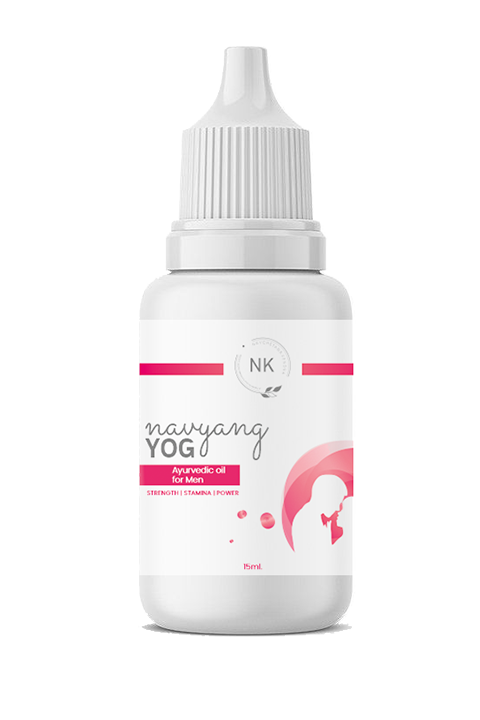 NK
navyang
YOG
Ayurvedic oil
for Men
STRENGTH | STAMINA | POWER
15ml.